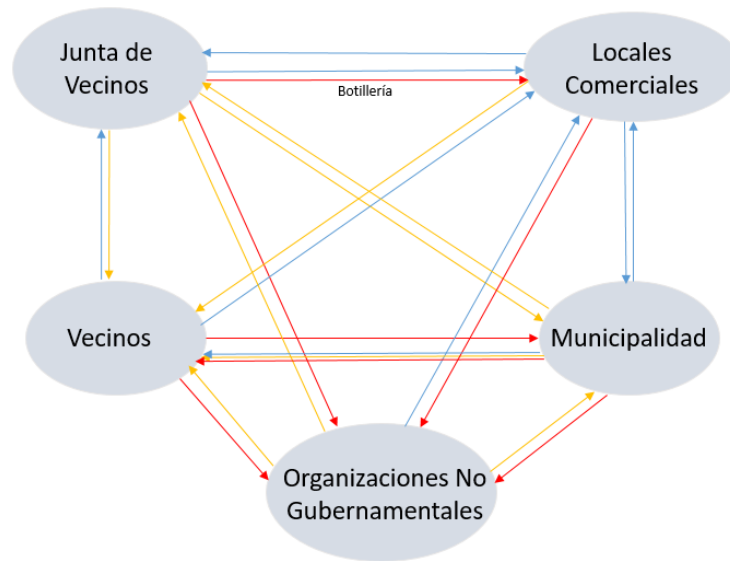 Junta de
Vecinos
Locales
Comerciales
Botillería
Vecinos
Municipalidad
Organizaciones No
Gubernamentales